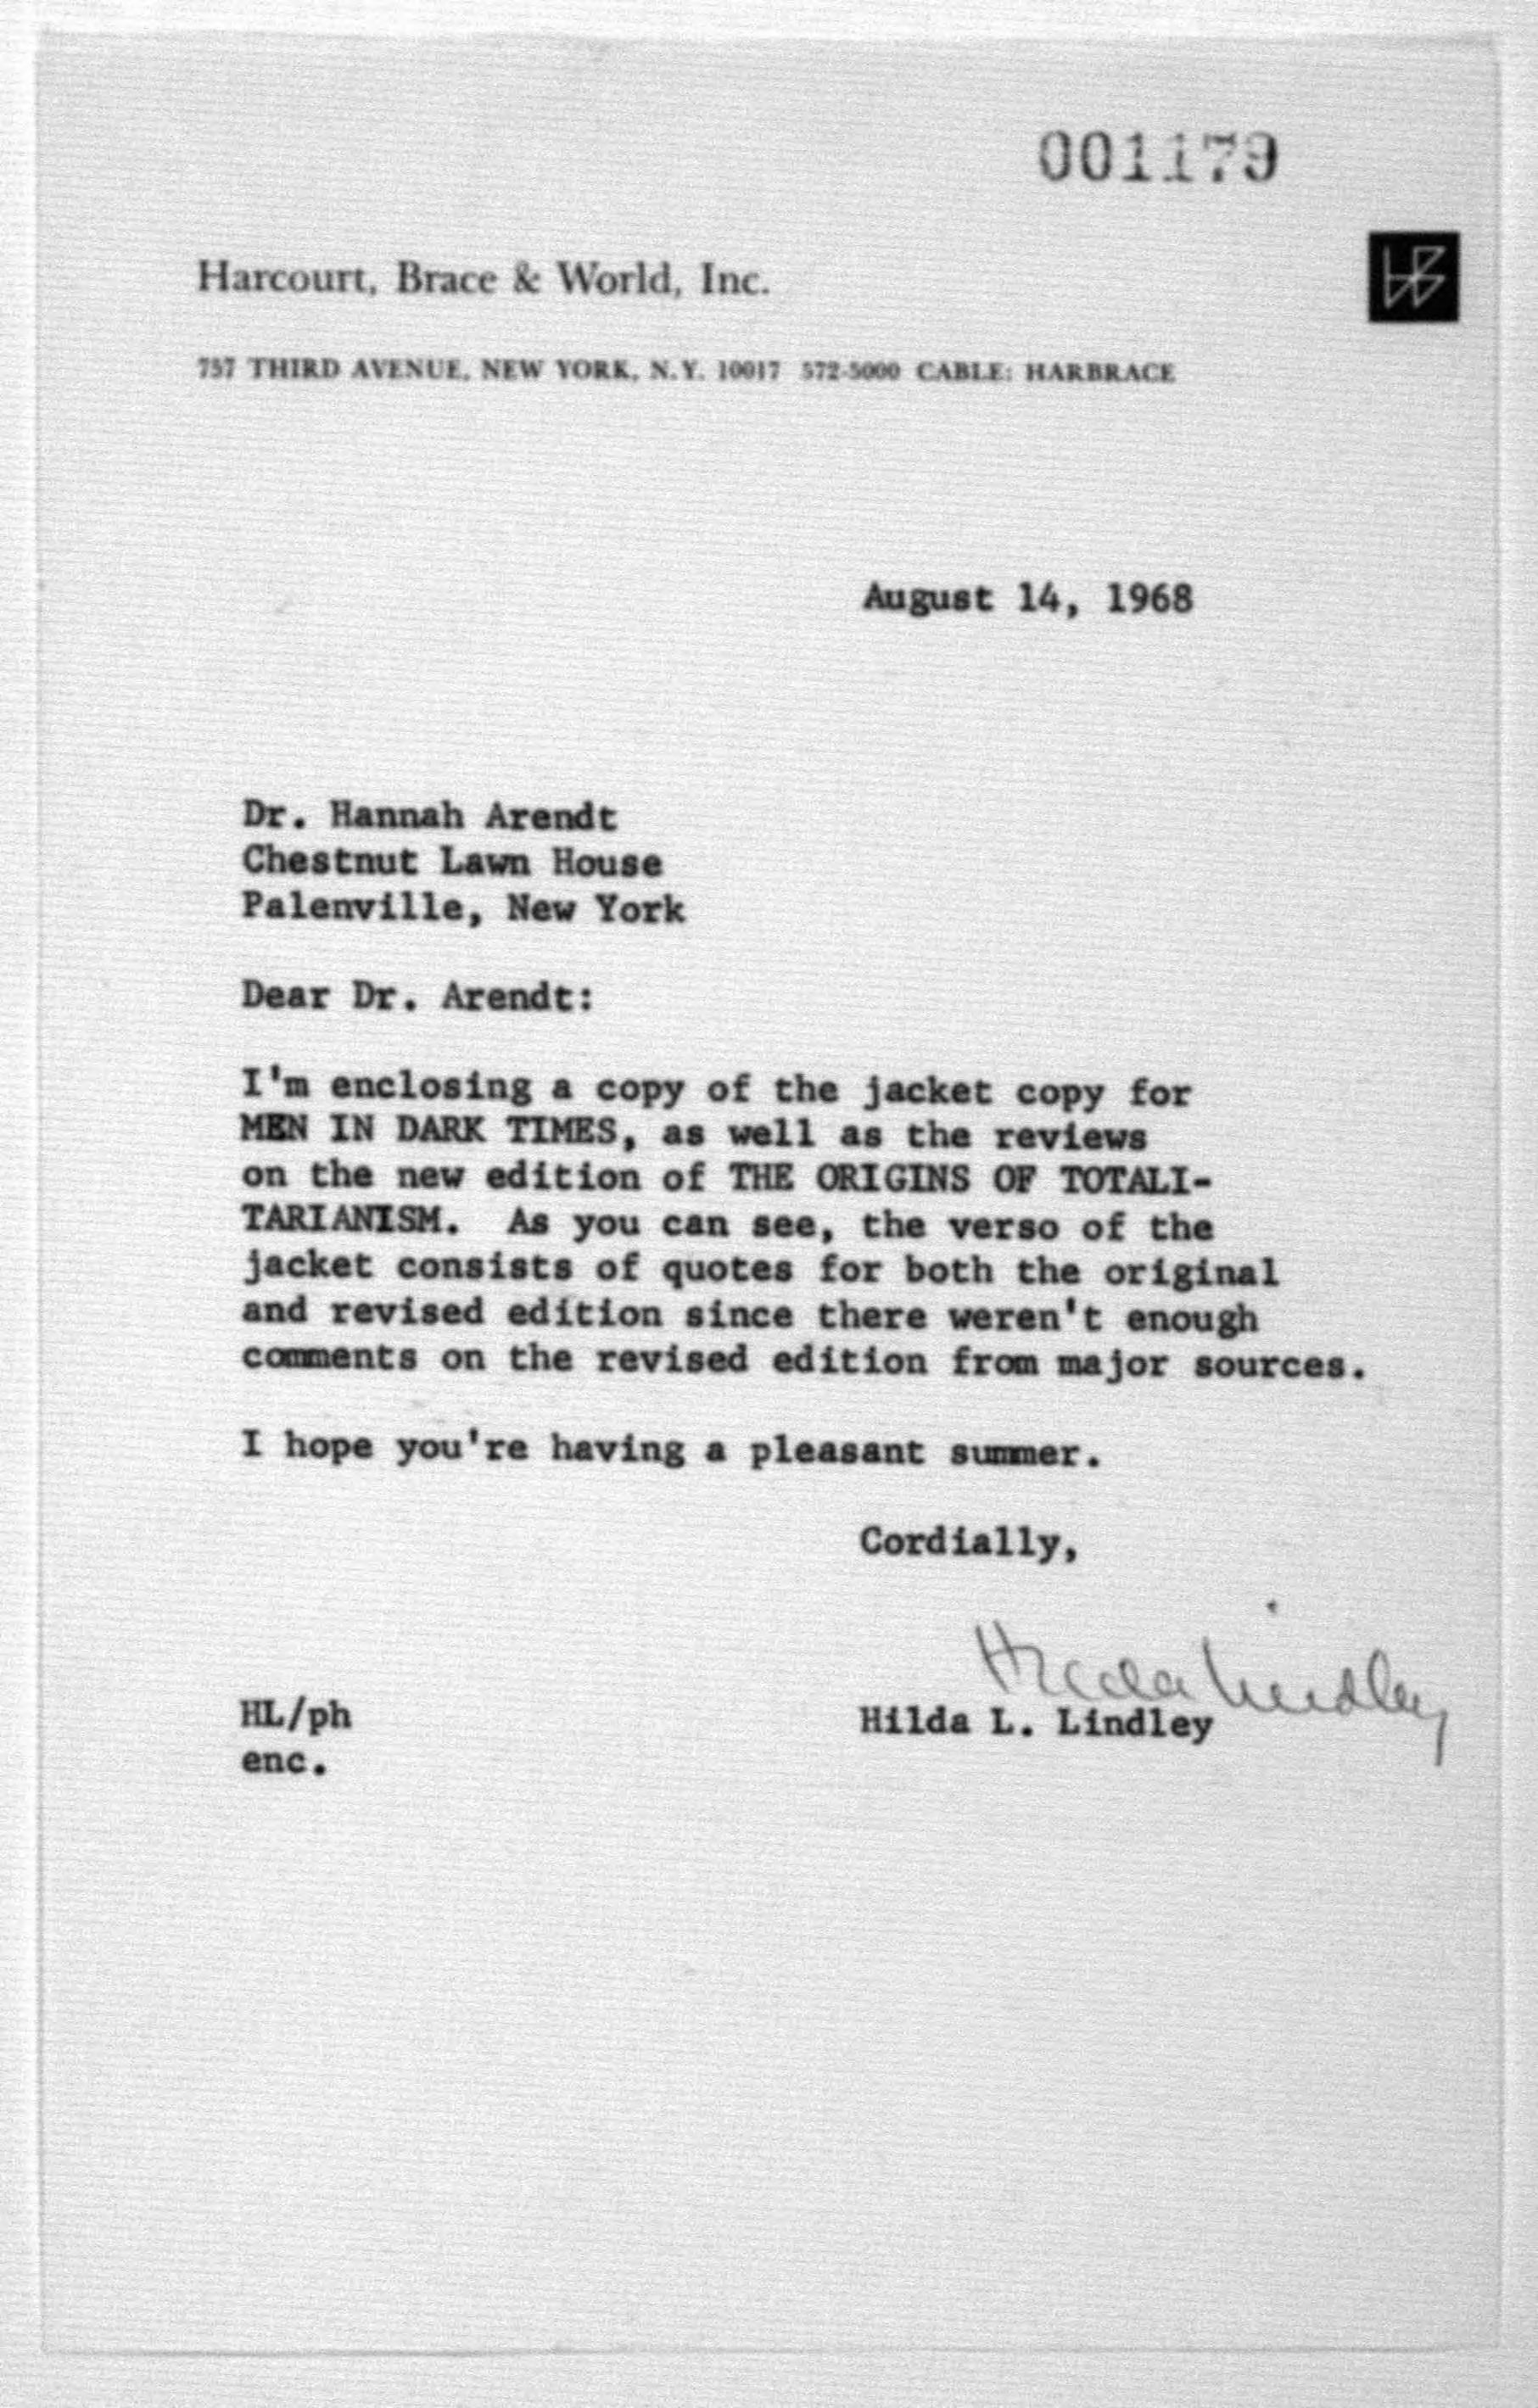 001179
Harcourt, Brace & World, Inc.
757 THIRD AVENUE, NEW YORK, N.Y. 10017 572-5000 CABLE: HARBRACE
August 14, 1968
Dr. Hannah Arendt
Chestnut Lawn House
Palenville, New York
Dear Dr. Arendt:
I'm enclosing a copy of the jacket copy for
MEN IN DARK TIMES, as well as the reviews
on the new edition of THE ORIGINS OF TOTALI-
TARIANISM. As you can see, the verso of the
jacket consists of quotes for both the original
and revised edition since there weren't enough
comments on the revised edition from major sources.
I hope you're having a pleasant summer.
Cordially,
Hilda Lindley
HL/ph Hilda L. Lindley
enc.